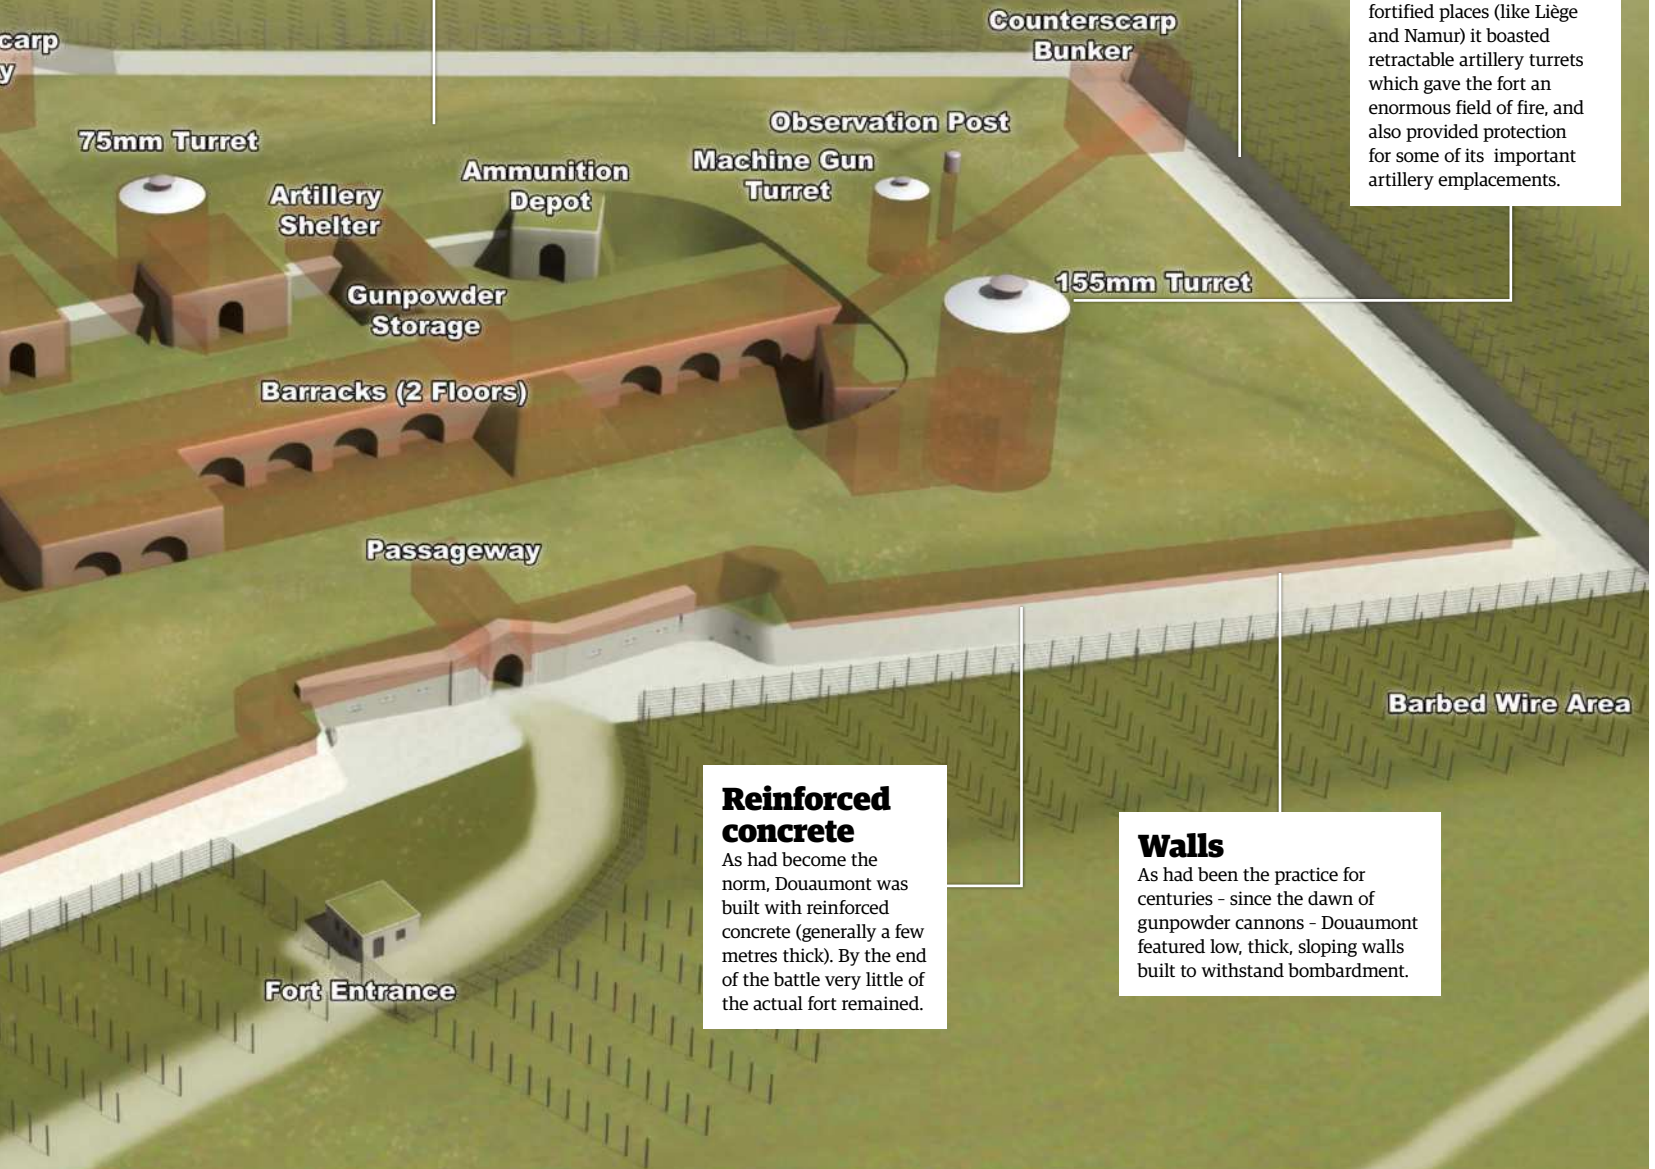 carp
y
Counterscarp
Bunker
fortified places (like Liège
and Namur) it boasted
retractable artillery turrets
which gave the fort an
enormous field of fire, and
also provided protection
for some of its important
artillery emplacements.
75mm Turret
Artillery
Shelter
Ammunition
Depot
Observation Post
Machine Gun
Turret
Gunpowder
Storage
155mm Turret
Barracks (2 Floors)
Passageway
Barbed Wire Area
Reinforced
concrete
As had become the
norm, Douaumont was
built with reinforced
concrete (generally a few
metres thick). By the end
of the battle very little of
the actual fort remained.
Walls
As had been the practice for
centuries – since the dawn of
gunpowder cannons – Douaumont
featured low, thick, sloping walls
built to withstand bombardment.
Fort Entrance